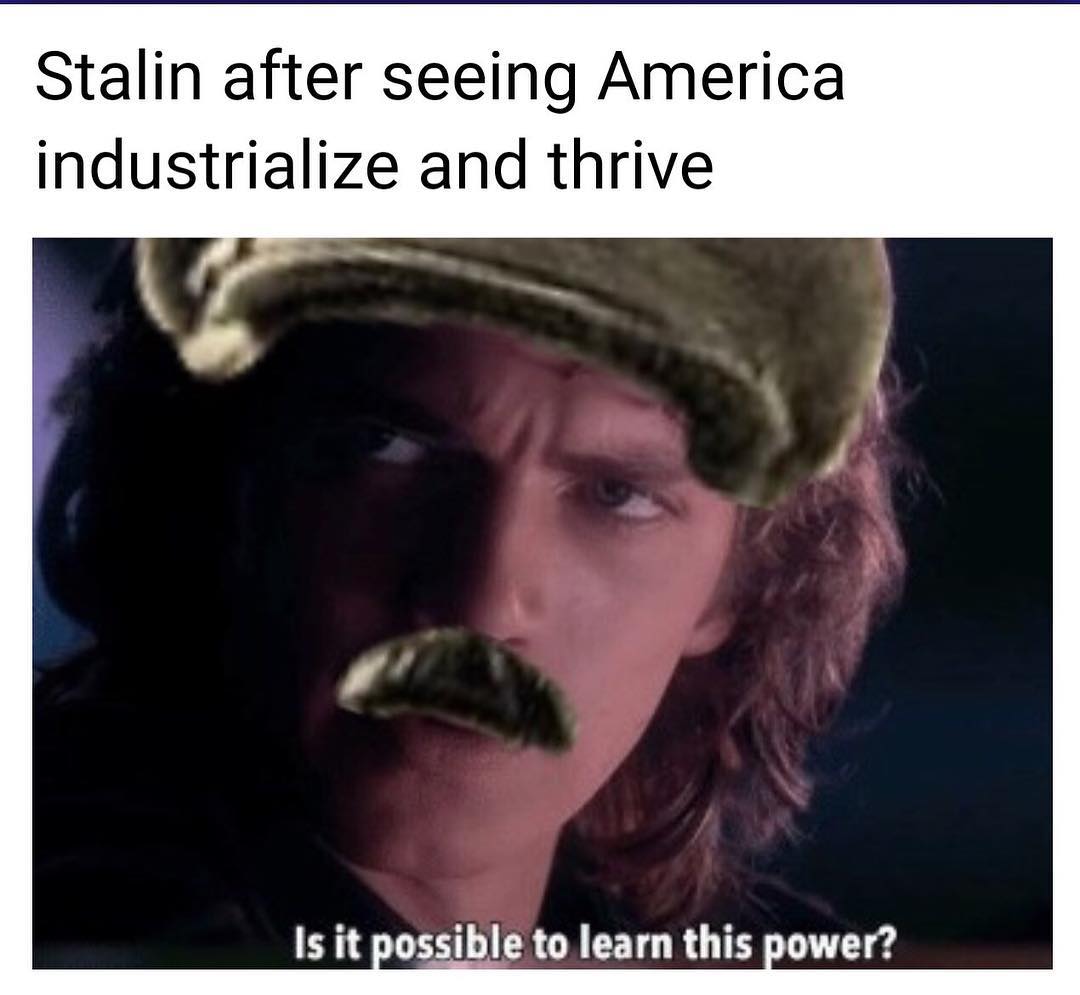 Stalin after seeing America
industrialize and thrive
Is it possible to learn this power?